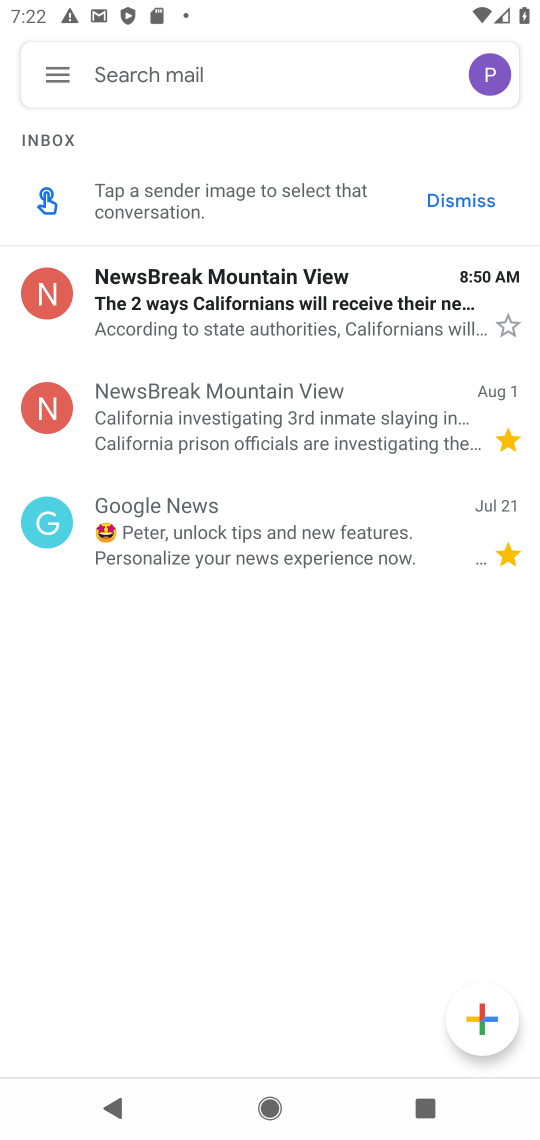 7:22
Search mail
P
INBOX
Tap a sender image to select that
conversation.
Dismiss
N
NewsBreak Mountain View
8:50 AM
The 2 ways Californians will receive their ne…
According to state authorities, Californians will…
N
NewsBreak Mountain View
Aug 1
California investigating 3rd inmate slaying in…
California prison officials are investigating the…
G
Google News
Jul 21
🤩 Peter, unlock tips and new features.
Personalize your news experience now. …